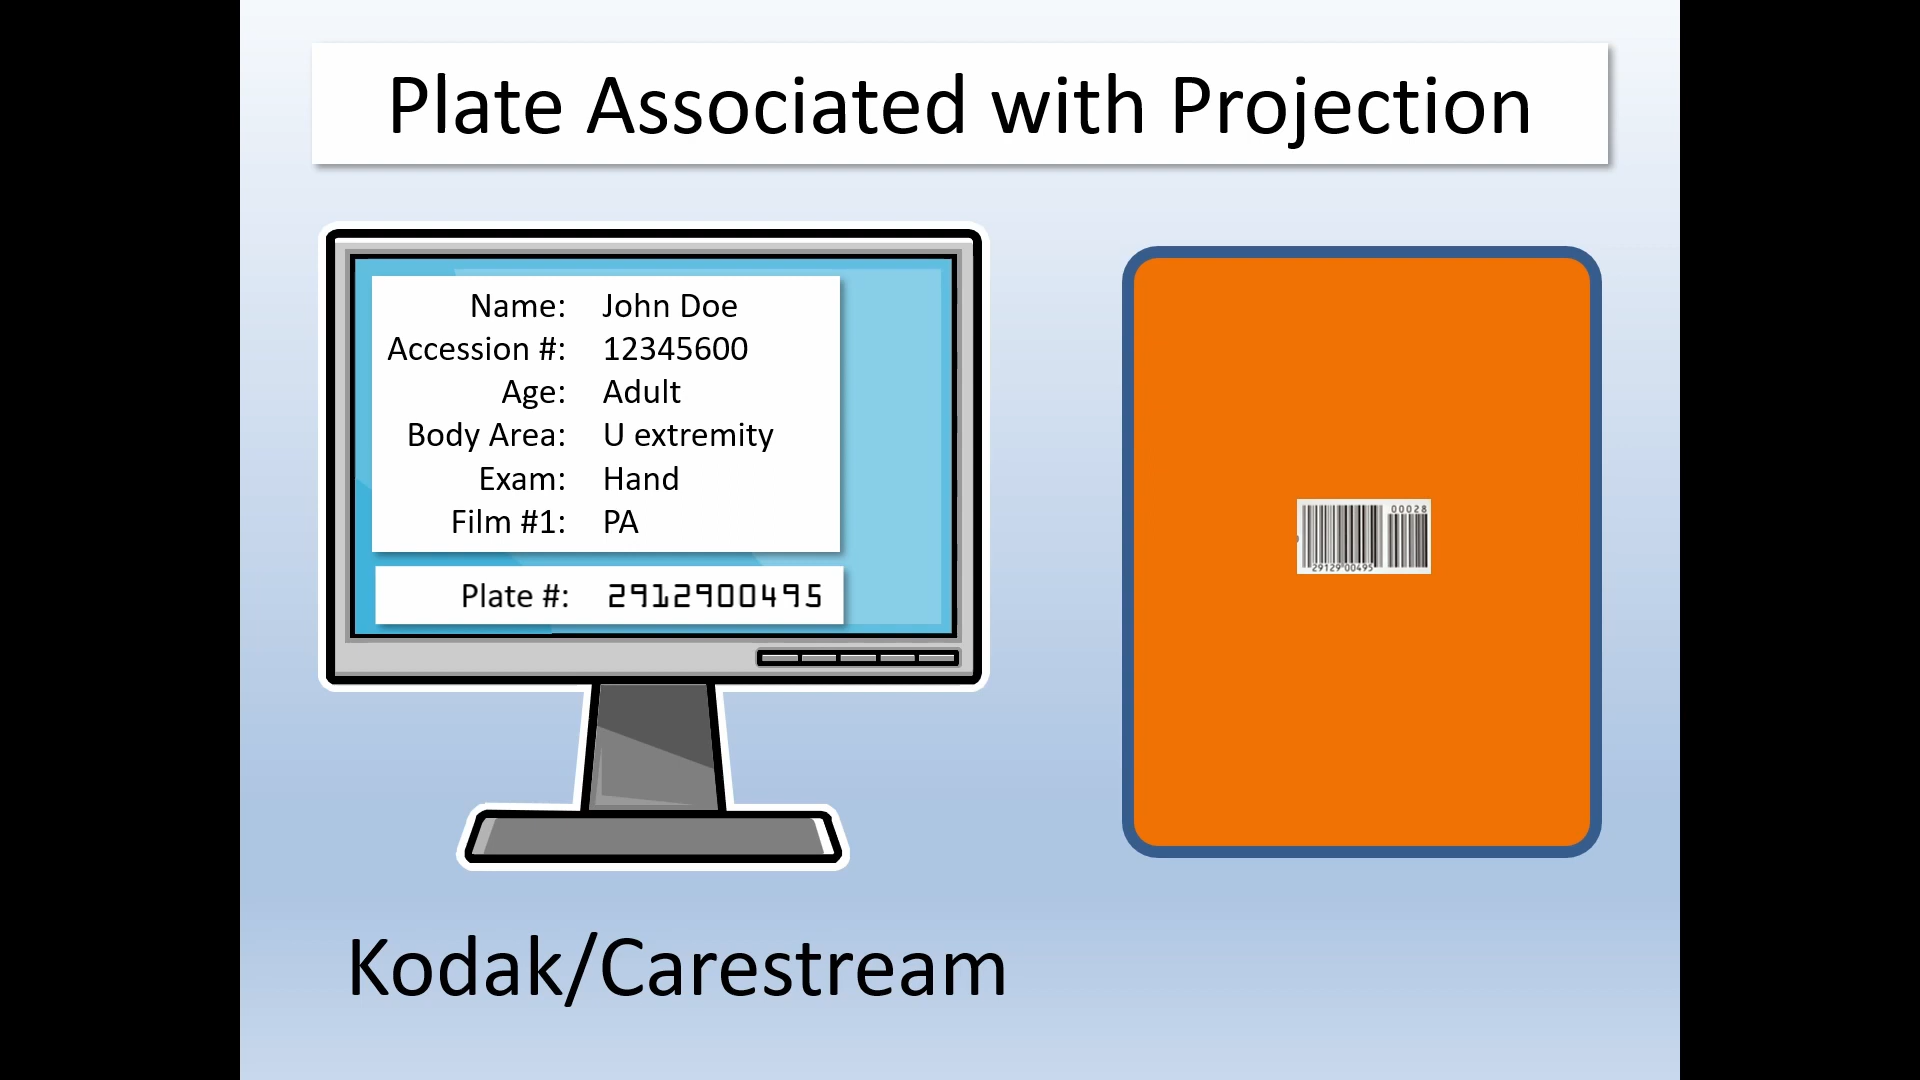 Plate Associated with Projection
Name: John Doe
Accession #: 12345600
Age: Adult
Body Area: U extremity
Exam: Hand
Film #1: PA
Plate #: 2912900495
00028
29129 00495
Kodak/Carestream